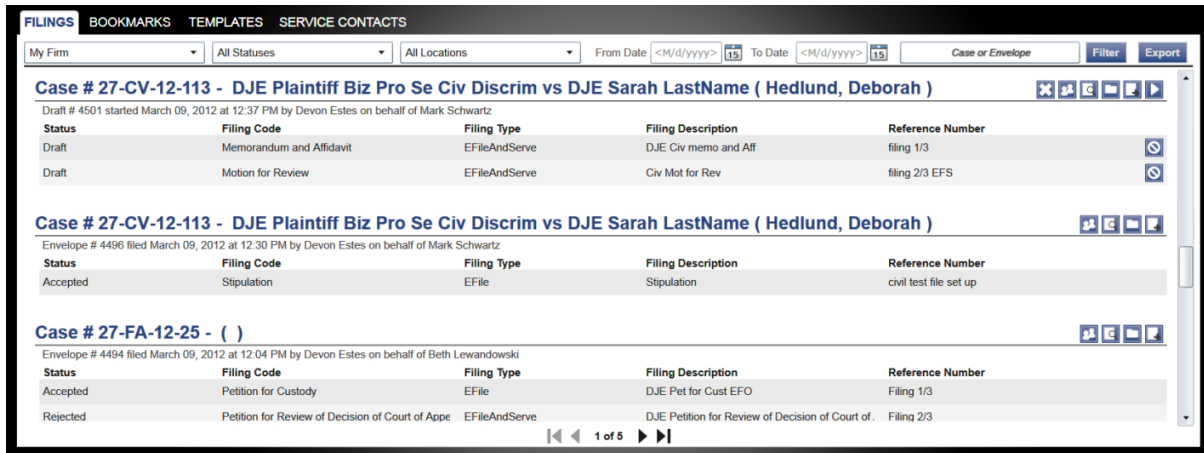 FILINGS BOOKMARKS TEMPLATES SERVICE CONTACTS
My Firm All Statuses All Locations From Date <M/d/yyyy> 15 To Date <M/d/yyyy> 15 Case or Envelope Filter Export
Case # 27-CV-12-113 - DJE Plaintiff Biz Pro Se Civ Discrim vs DJE Sarah LastName ( Hedlund, Deborah )
Draft # 4501 started March 09, 2012 at 12:37 PM by Devon Estes on behalf of Mark Schwartz
Status Filing Code Filing Type Filing Description Reference Number
Draft Memorandum and Affidavit EFileAndServe DJE Civ memo and Aff filing 1/3
Draft Motion for Review EFileAndServe Civ Mot for Rev filing 2/3 EFS
Case # 27-CV-12-113 - DJE Plaintiff Biz Pro Se Civ Discrim vs DJE Sarah LastName ( Hedlund, Deborah )
Envelope # 4496 filed March 09, 2012 at 12:30 PM by Devon Estes on behalf of Mark Schwartz
Status Filing Code Filing Type Filing Description Reference Number
Accepted Stipulation EFile Stipulation civil test file set up
Case # 27-FA-12-25 - ( )
Envelope # 4494 filed March 09, 2012 at 12:04 PM by Devon Estes on behalf of Beth Lewandowski
Status Filing Code Filing Type Filing Description Reference Number
Accepted Petition for Custody EFile DJE Pet for Cust EFO Filing 1/3
Rejected Petition for Review of Decision of Court of Appe EFileAndServe DJE Petition for Review of Decision of Court of . Filing 2/3
1 of 5